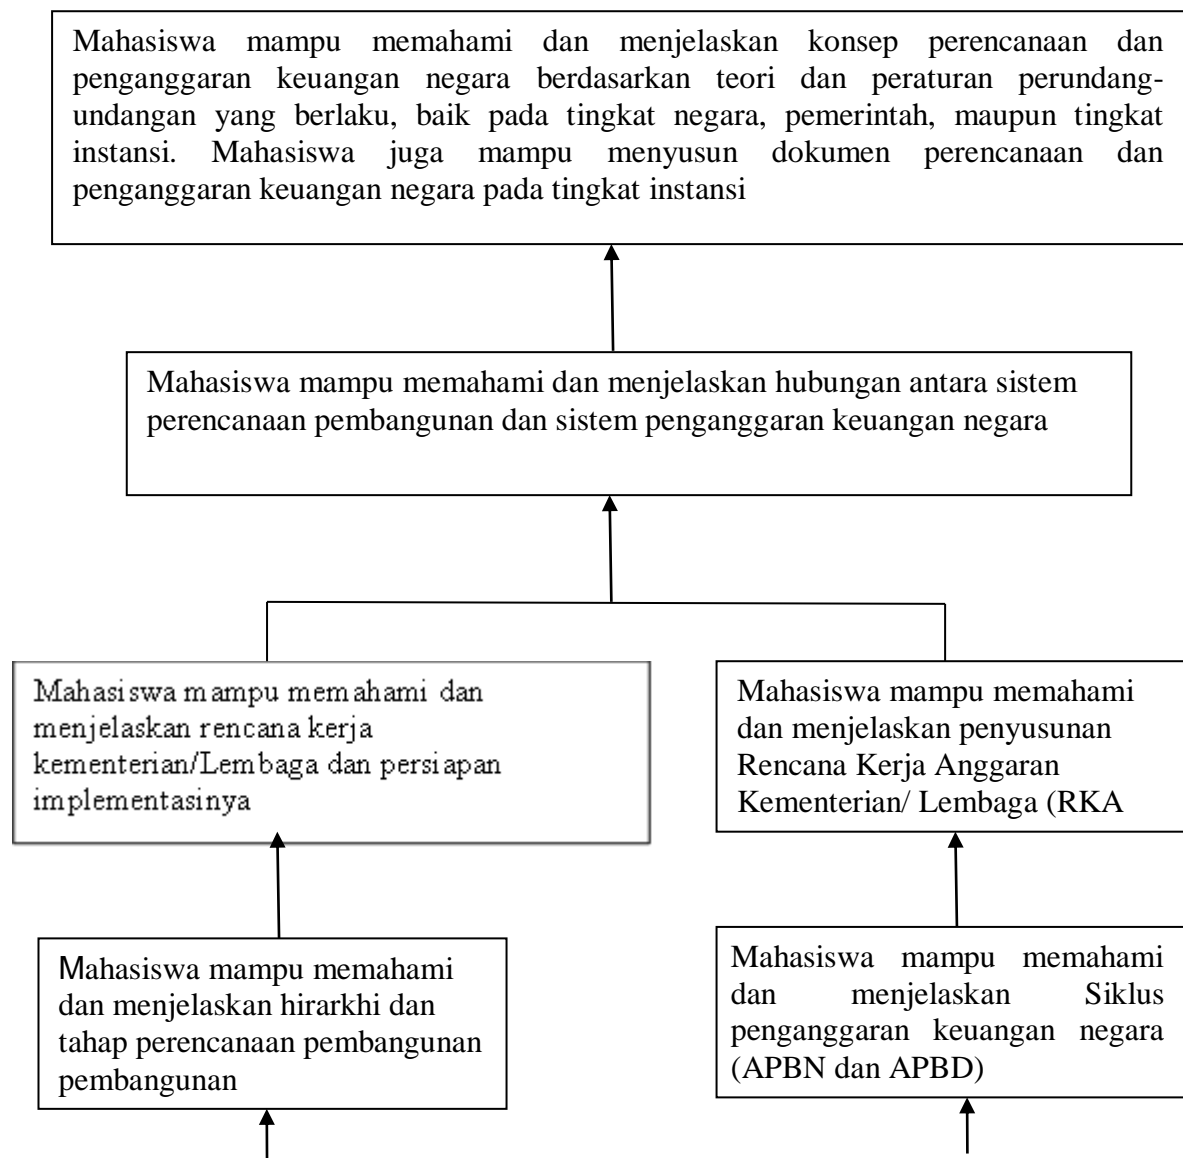 Mahasiswa mampu memahami dan menjelaskan konsep perencanaan dan
penganggaran keuangan negara berdasarkan teori dan peraturan perundang-
undangan yang berlaku, baik pada tingkat negara, pemerintah, maupun tingkat
instansi. Mahasiswa juga mampu menyusun dokumen perencanaan dan
penganggaran keuangan negara pada tingkat instansi
Mahasiswa mampu memahami dan menjelaskan hubungan antara sistem
perencanaan pembangunan dan sistem penganggaran keuangan negara
Mahasiswa mampu memahami dan
menjelaskan rencana kerja
kementerian/Lembaga dan persiapan
implementasinya
Mahasiswa mampu memahami
dan menjelaskan penyusunan
Rencana Kerja Anggaran
Kementerian/ Lembaga (RKA
Mahasiswa mampu memahami
dan menjelaskan hirarkhi dan
tahap perencanaan pembangunan
pembangunan
Mahasiswa mampu memahami
dan menjelaskan Siklus
penganggaran keuangan negara
(APBN dan APBD)